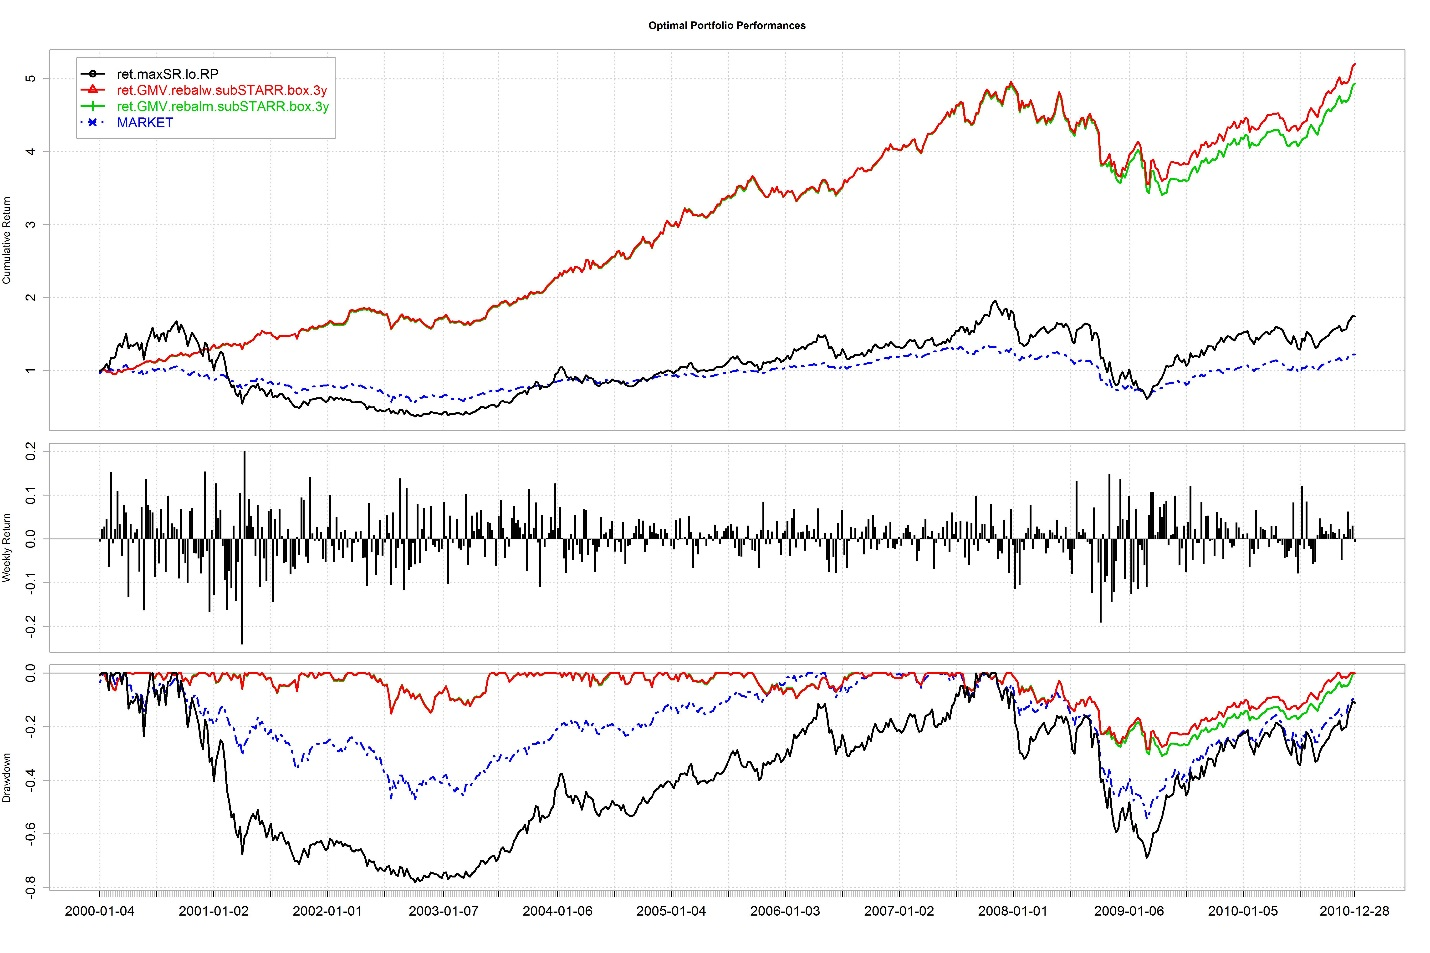 Optimal Portfolio Performances
ret.maxSR.lo.RP
ret.GMV.rebalw.subSTARR.box.3y
ret.GMV.rebalm.subSTARR.box.3y
MARKET
Cumulative Return
5
4
3
2
1
Weekly Return
0.2
0.1
0.0
-0.1
-0.2
Drawdown
0.0
-0.2
-0.4
-0.6
-0.8
2000-01-04 2001-01-02 2002-01-01 2003-01-07 2004-01-06 2005-01-04 2006-01-03 2007-01-02 2008-01-01 2009-01-06 2010-01-05 2010-12-28